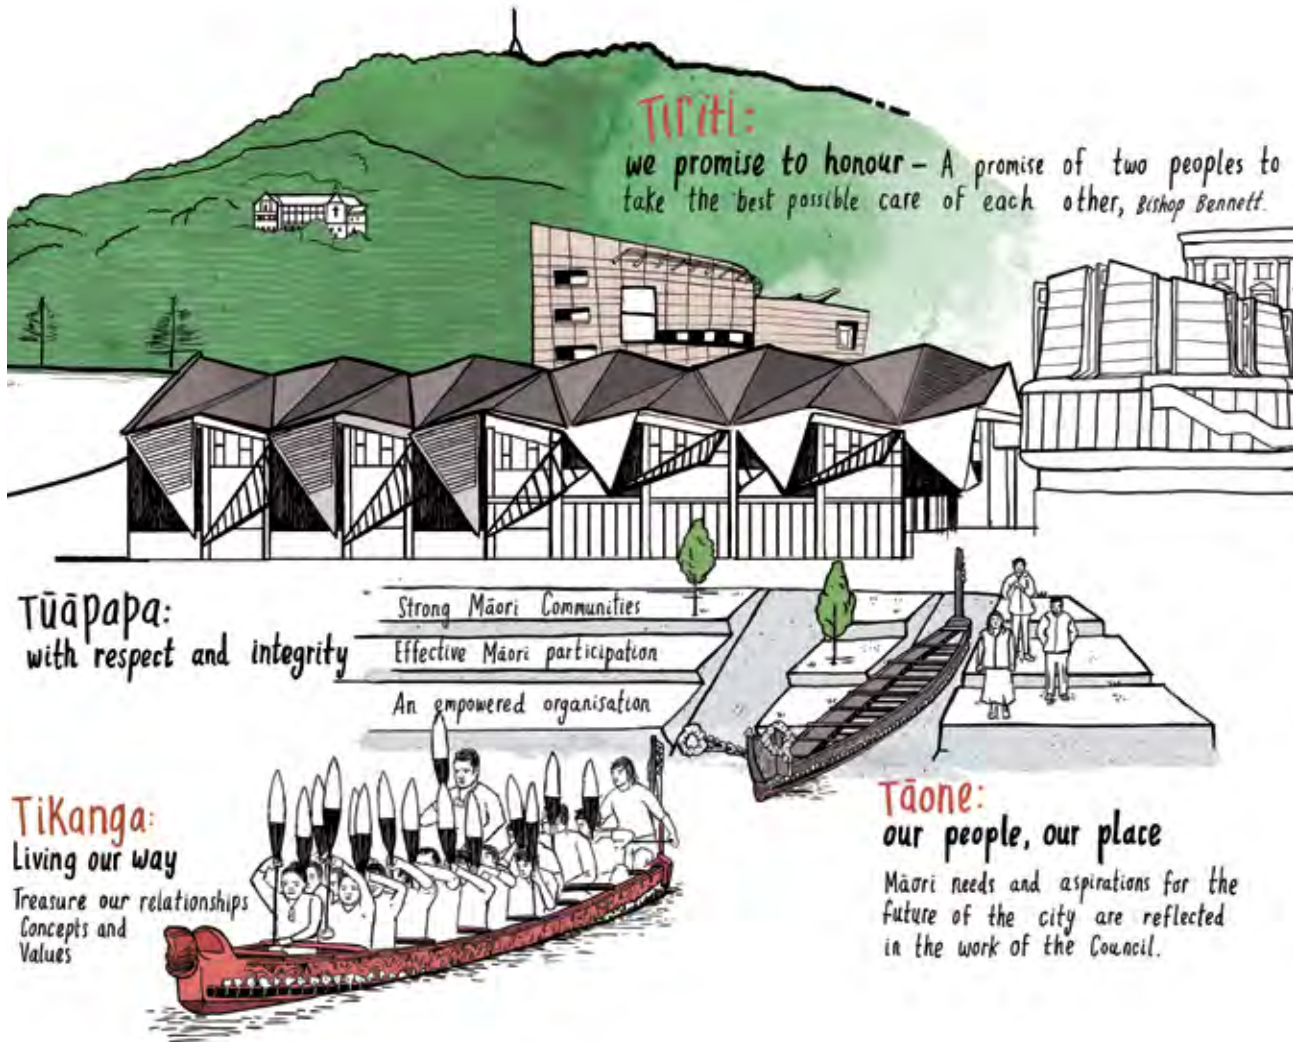 Tiriti:
we promise to honour – A promise of two peoples to
take the best possible care of each other, Bishop Bennett.
Tūāpapa:
with respect and integrity
Strong Māori Communities
Effective Māori participation
An empowered organisation
Tikanga:
Living our way
Treasure our relationships
Concepts and
Values
Tāone:
our people, our place
Māori needs and aspirations for the
future of the city are reflected
in the work of the Council.